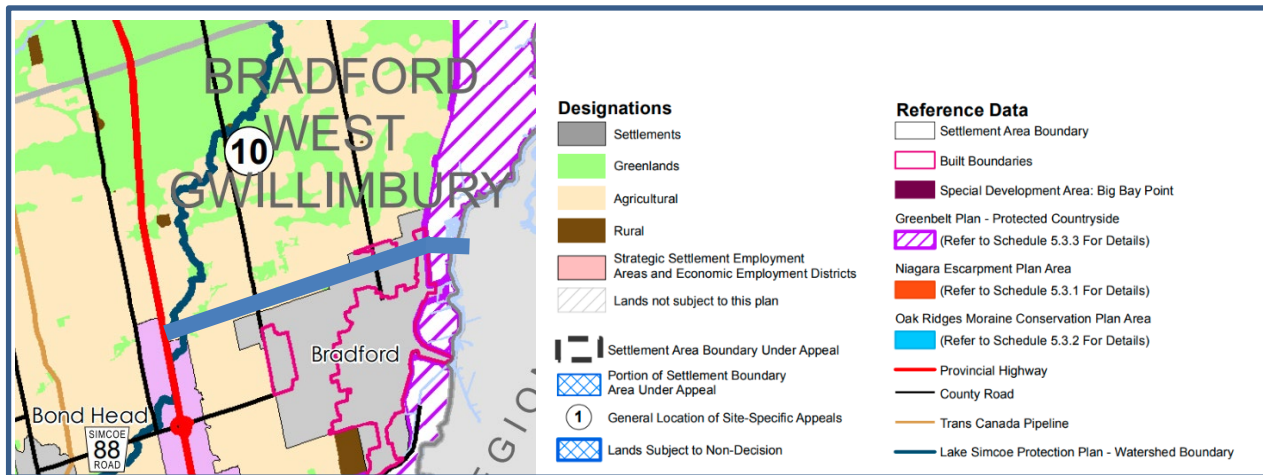 BRADFORD
WEST
GWILLIMBURY
10
Bradford
Bond Head
SIMCOE
88
ROAD
EGION
Designations
Settlements
Greenlands
Agricultural
Rural
Strategic Settlement Employment
Areas and Economic Employment Districts
Lands not subject to this plan
Settlement Area Boundary Under Appeal
Portion of Settlement Boundary
Area Under Appeal
1
General Location of Site-Specific Appeals
Lands Subject to Non-Decision
Reference Data
Settlement Area Boundary
Built Boundaries
Special Development Area: Big Bay Point
Greenbelt Plan - Protected Countryside
(Refer to Schedule 5.3.3 For Details)
Niagara Escarpment Plan Area
(Refer to Schedule 5.3.1 For Details)
Oak Ridges Moraine Conservation Plan Area
(Refer to Schedule 5.3.2 For Details)
Provincial Highway
County Road
Trans Canada Pipeline
Lake Simcoe Protection Plan - Watershed Boundary